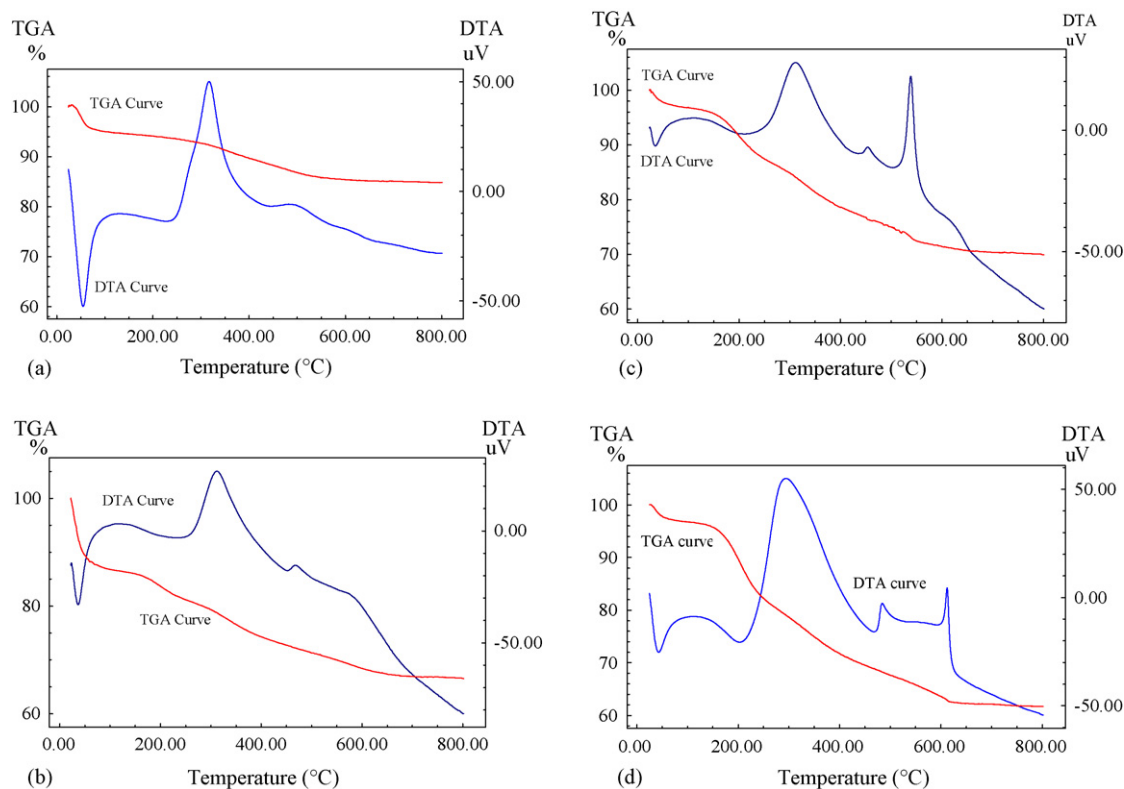 TGA
%
DTA
uV
100
90
80
70
60
50.00
0.00
-50.00
TGA Curve
DTA Curve
0.00 200.00 400.00 600.00 800.00
Temperature (°C)
(a)
TGA
%
DTA
uV
100
90
80
70
60
0.00
-50.00
TGA Curve
DTA Curve
0.00 200.00 400.00 600.00 800.00
Temperature (°C)
(c)
TGA
%
DTA
uV
100
80
60
0.00
-50.00
DTA Curve
TGA Curve
0.00 200.00 400.00 600.00 800.00
Temperature (°C)
(b)
TGA
%
DTA
uV
100
90
80
70
60
50.00
0.00
-50.00
TGA curve
DTA curve
0.00 200.00 400.00 600.00 800.00
Temperature (°C)
(d)